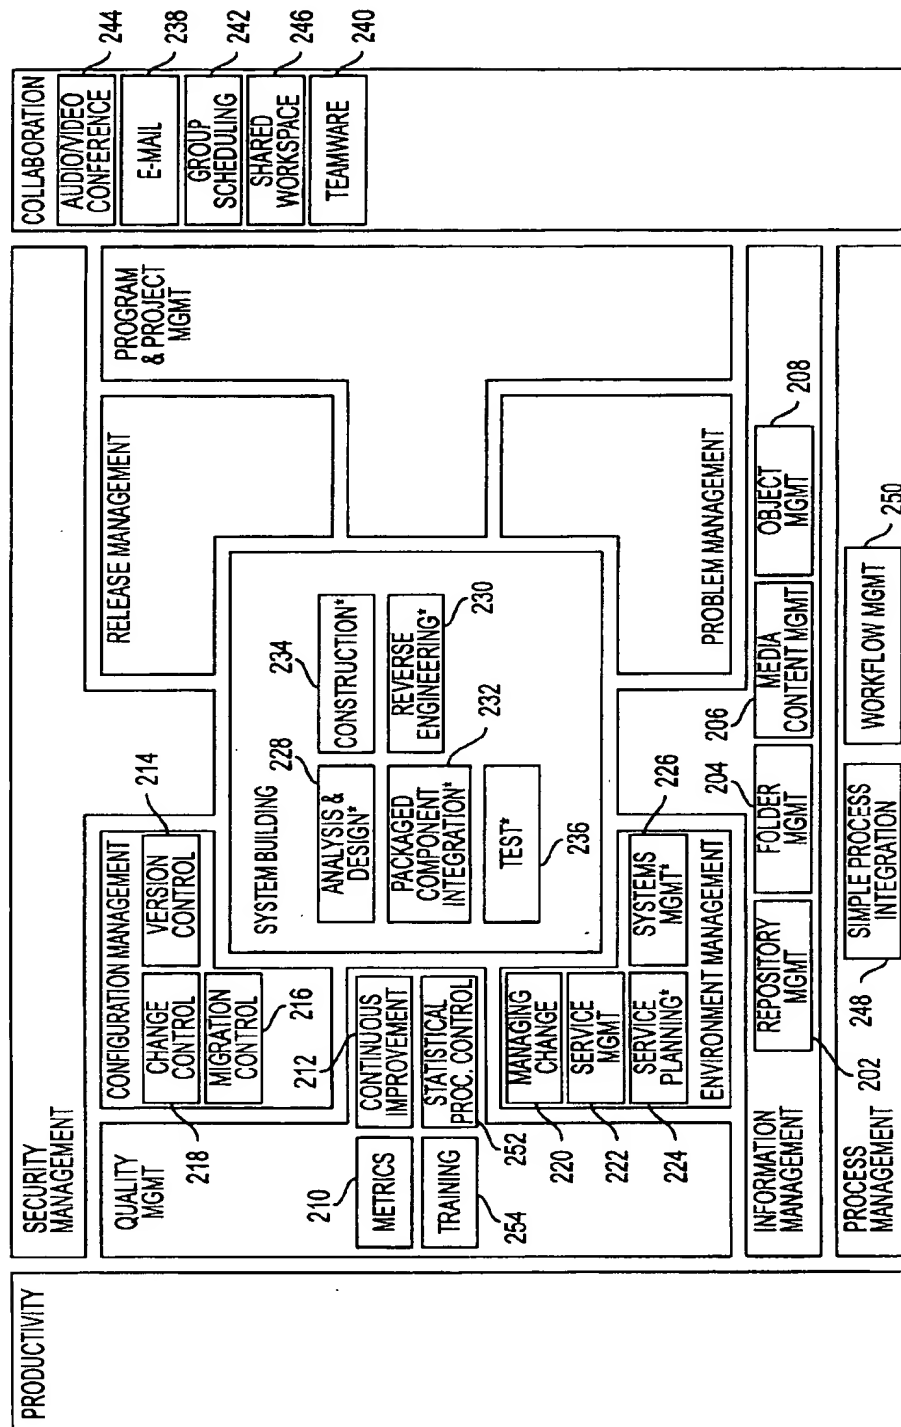 PRODUCTIVITY
SECURITY
MANAGEMENT
QUALITY
MGMT
210
METRICS
TRAINING
254
212
CONTINUOUS
IMPROVEMENT
STATISTICAL
PROC. CONTROL
252
CONFIGURATION MANAGEMENT
CHANGE
CONTROL
VERSION
CONTROL
214
MIGRATION
CONTROL
216
218
MANAGING
CHANGE
SERVICE
MGMT
SERVICE
PLANNING*
SYSTEMS
MGMT*
220
222
224
226
ENVIRONMENT MANAGEMENT
SYSTEM BUILDING
228
234
ANALYSIS &
DESIGN*
CONSTRUCTION*
PACKAGED
COMPONENT
INTEGRATION*
REVERSE
ENGINEERING*
230
232
TEST*
236
RELEASE MANAGEMENT
PROBLEM MANAGEMENT
PROGRAM
& PROJECT
MGMT
INFORMATION
MANAGEMENT
REPOSITORY
MGMT
202
FOLDER
MGMT
204
MEDIA
CONTENT MGMT
206
OBJECT
MGMT
208
PROCESS
MANAGEMENT
248
SIMPLE PROCESS
INTEGRATION
WORKFLOW MGMT
250
COLLABORATION
AUDIO/VIDEO
CONFERENCE
244
E-MAIL
238
GROUP
SCHEDULING
242
SHARED
WORKSPACE
246
TEAMWARE
240